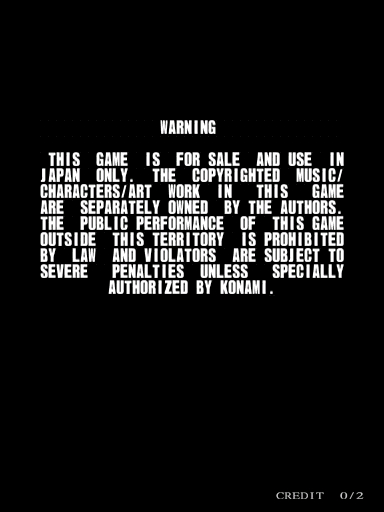 WARNING
THIS GAME IS FOR SALE AND USE IN
JAPAN ONLY. THE COPYRIGHTED MUSIC/
CHARACTERS/ART WORK IN THIS GAME
ARE SEPARATELY OWNED BY THE AUTHORS.
THE PUBLIC PERFORMANCE OF THIS GAME
OUTSIDE THIS TERRITORY IS PROHIBITED
BY LAW AND VIOLATORS ARE SUBJECT TO
SEVERE PENALTIES UNLESS SPECIALLY
AUTHORIZED BY KONAMI.
CREDIT 0/2